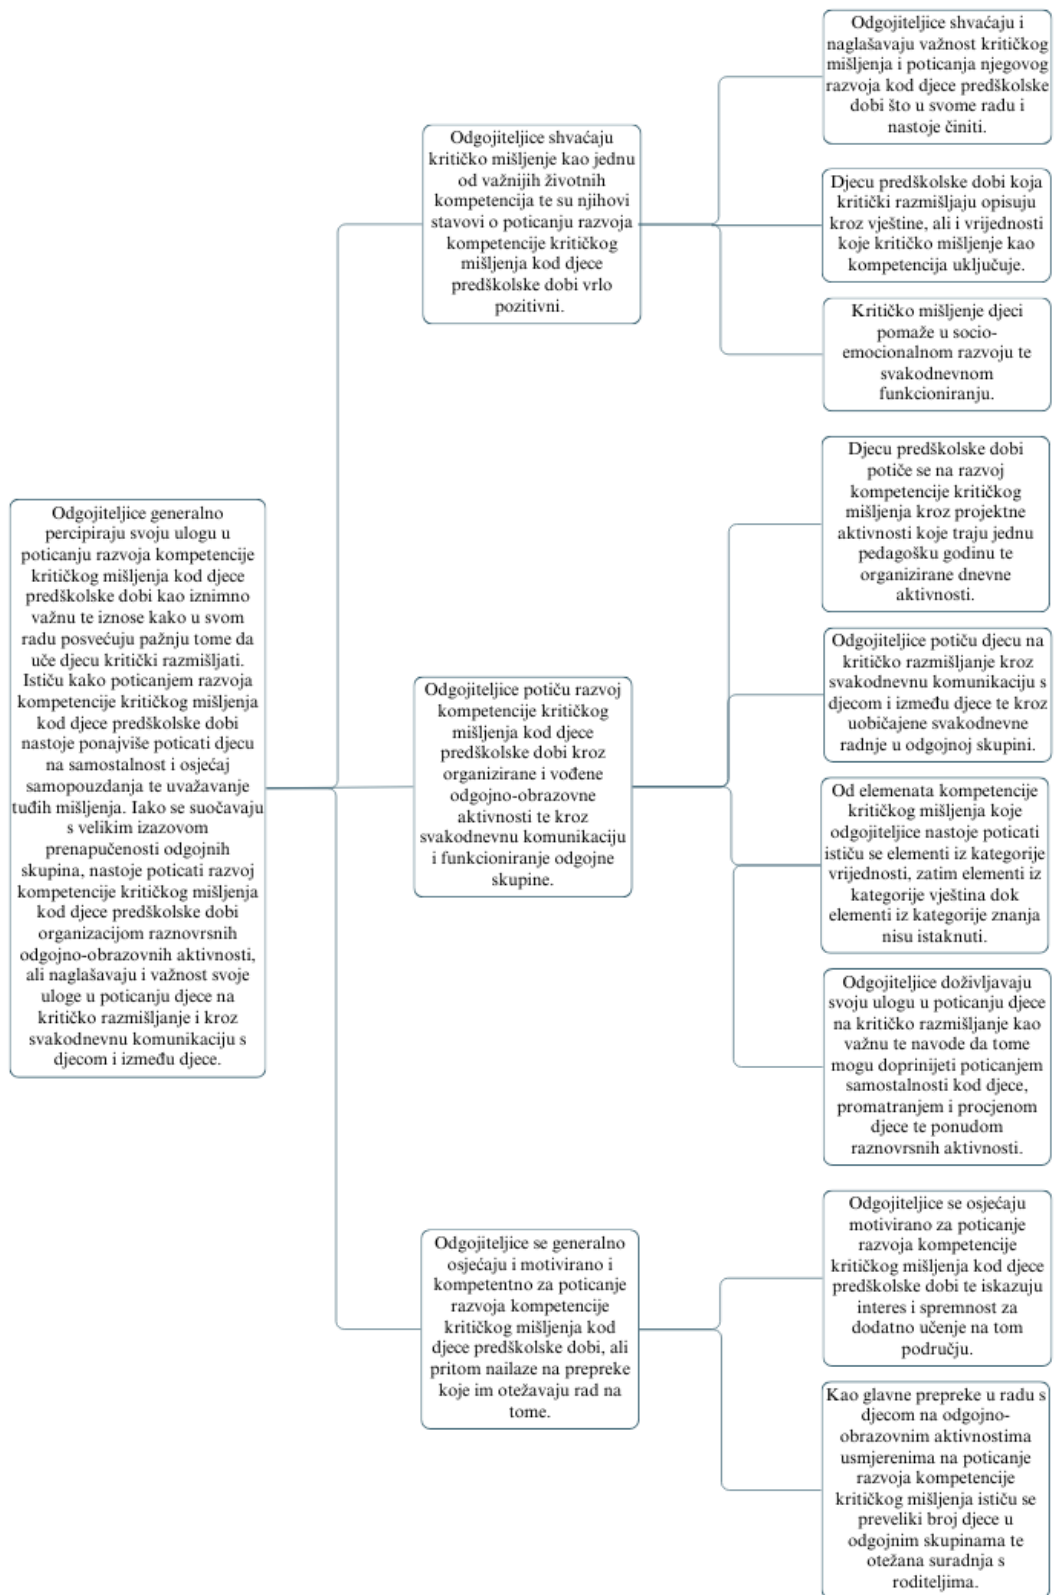 Odgojiteljice shvaćaju i
naglašavaju važnost kritičkog
mišljenja i poticanja njegovog
razvoja kod djece predškolske
dobi što u svome radu i
nastoje činiti.
Odgojiteljice shvaćaju
kritičko mišljenje kao jednu
od važnijih životnih
kompetencija te su njihovi
stavovi o poticanju razvoja
kompetencije kritičkog
mišljenja kod djece
predškolske dobi vrlo
pozitivni.
Djecu predškolske dobi koja
kritički razmišljaju opisuju
kroz vještine, ali i vrijednosti
koje kritičko mišljenje kao
kompetencija uključuje.
Kritičko mišljenje djeci
pomaže u socio-
emocionalnom razvoju te
svakodnevnom
funkcioniranju.
Djecu predškolske dobi
potiče se na razvoj
kompetencije kritičkog
mišljenja kroz projektne
aktivnosti koje traju jednu
pedagošku godinu te
organizirane dnevne
aktivnosti.
Odgojiteljice generalno
percipiraju svoju ulogu u
poticanju razvoja kompetencije
kritičkog mišljenja kod djece
predškolske dobi kao iznimno
važnu te iznose kako u svom
radu posvećuju pažnju tome da
uče djecu kritički razmišljati.
Ističu kako poticanjem razvoja
kompetencije kritičkog mišljenja
kod djece predškolske dobi
nastoje ponajviše poticati djecu
na samostalnost i osjećaj
samopouzdanja te uvažavanje
tuđih mišljenja. Iako se suočavaju
s velikim izazovom
prenapučenosti odgojnih
skupina, nastoje poticati razvoj
kompetencije kritičkog mišljenja
kod djece predškolske dobi
organizacijom raznovrsnih
odgojno-obrazovnih aktivnosti,
ali naglašavaju i važnost svoje
uloge u poticanju djece na
kritičko razmišljanje i kroz
svakodnevnu komunikaciju s
djecom i između djece.
Odgojiteljice potiču djecu na
kritičko razmišljanje kroz
svakodnevnu komunikaciju s
djecom i između djece te kroz
uobičajene svakodnevne
radnje u odgojnoj skupini.
Odgojiteljice potiču razvoj
kompetencije kritičkog
mišljenja kod djece
predškolske dobi kroz
organizirane i vođene
odgojno-obrazovne
aktivnosti te kroz
svakodnevnu komunikaciju
i funkcioniranje odgojne
skupine.
Od elemenata kompetencije
kritičkog mišljenja koje
odgojiteljice nastoje poticati
ističu se elementi iz kategorije
vrijednosti, zatim elementi iz
kategorije vještina dok
elementi iz kategorije znanja
nisu istaknuti.
Odgojiteljice doživljavaju
svoju ulogu u poticanju djece
na kritičko razmišljanje kao
važnu te navode da tome
mogu doprinijeti poticanjem
samostalnosti kod djece,
promatranjem i procjenom
djece te ponudom
raznovrsnih aktivnosti.
Odgojiteljice se osjećaju
motivirano za poticanje
razvoja kompetencije
kritičkog mišljenja kod djece
predškolske dobi te iskazuju
interes i spremnost za
dodatno učenje na tom
području.
Odgojiteljice se generalno
osjećaju i motivirano i
kompetentno za poticanje
razvoja kompetencije
kritičkog mišljenja kod
djece predškolske dobi, ali
pritom nailaze na prepreke
koje im otežavaju rad na
tome.
Kao glavne prepreke u radu s
djecom na odgojno-
obrazovnim aktivnostima
usmjerenima na poticanje
razvoja kompetencije
kritičkog mišljenja ističu se
preveliki broj djece u
odgojnim skupinama te
otežana suradnja s
roditeljima.